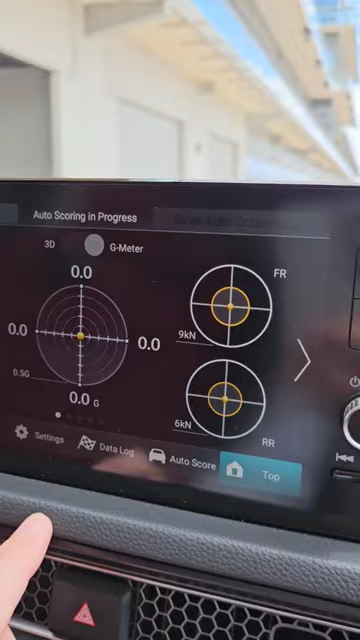 Auto Scoring in Progress
3D
G-Meter
0.0
FR
0.0
0.0
9kN
0.5G
0.0 G
6kN
RR
Settings
Data Log
Auto Score
Top